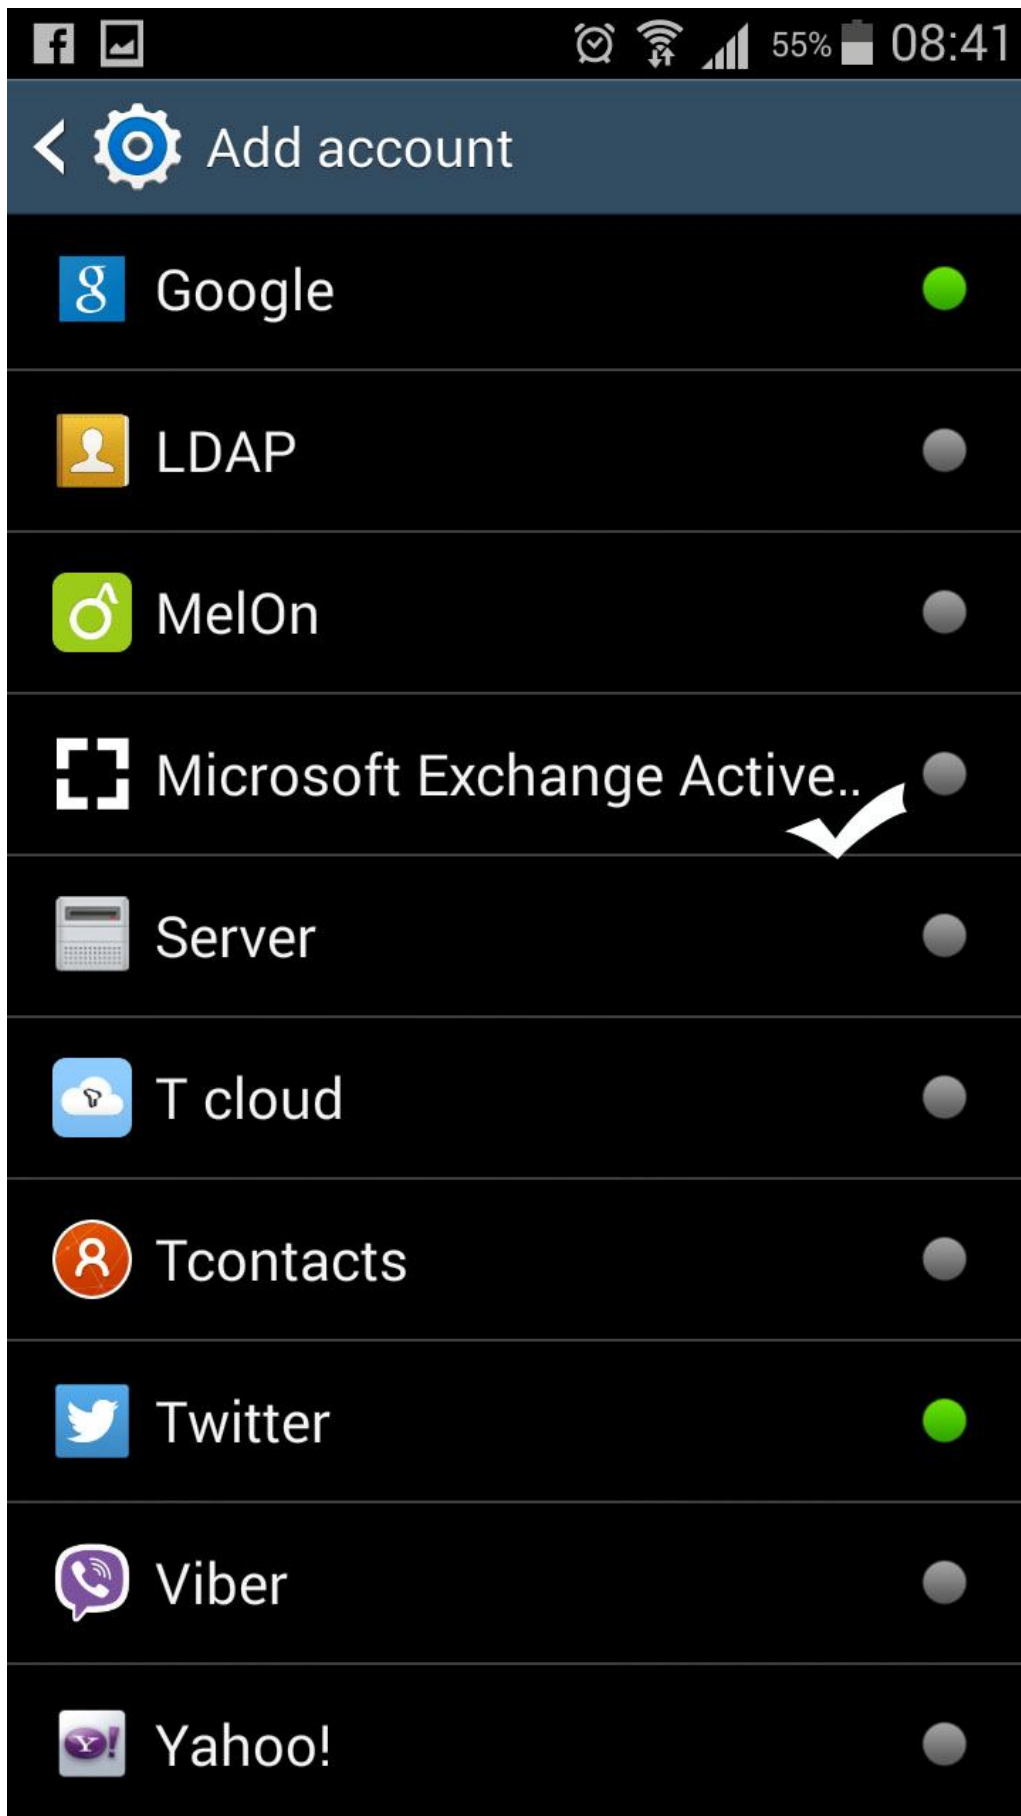 55% 08:41
Add account
Google
LDAP
MelOn
Microsoft Exchange Active..
Server
T cloud
Tcontacts
Twitter
Viber
Yahoo!